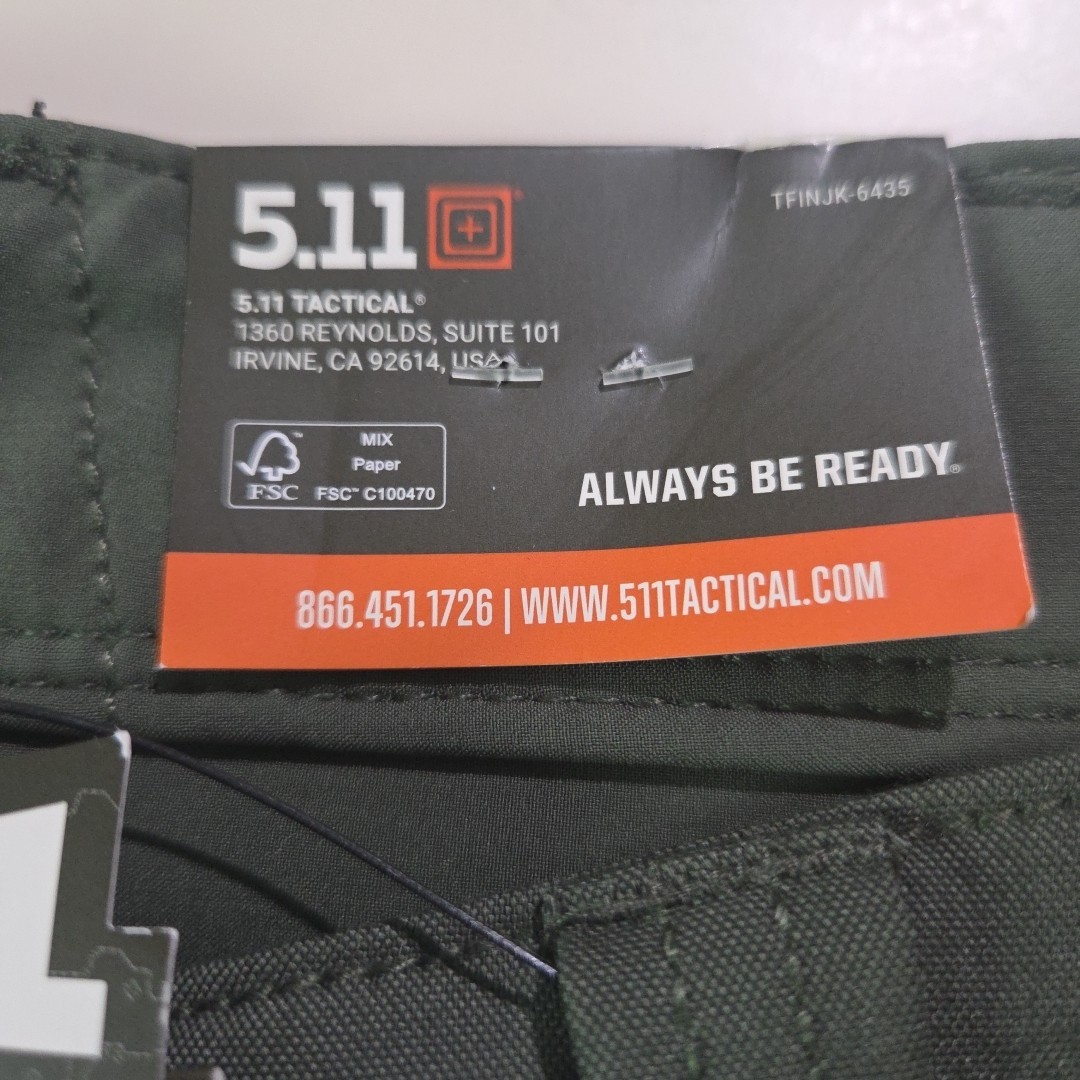 5.11
TFINJK-6435
5.11 TACTICAL®
1360 REYNOLDS, SUITE 101
IRVINE, CA 92614, USA
MIX
Paper
FSC™ C100470
FSC
ALWAYS BE READY®
866.451.1726 | WWW.511TACTICAL.COM